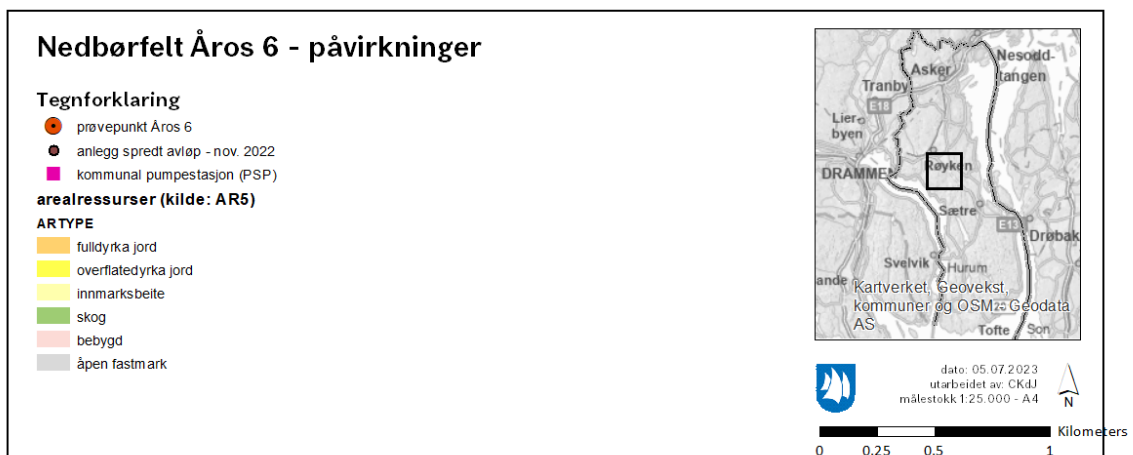 Nedbørfelt Åros 6 - påvirkninger
Tegnforklaring
prøvepunkt Åros 6
anlegg spredt avløp - nov. 2022
kommunal pumpestasjon (PSP)
arealressurser (kilde: AR5)
ARTYPE
fulldyrka jord
overflatedyrka jord
innmarksbeite
skog
bebygd
åpen fastmark
Nesodd-
tangen
Asker
Tranby
E18
Lier-
byen
Røyken
DRAMMEN
Sætre
E13
Drøbak
Svelvik
Hurum
ande
Kartverket, Geovekst,
kommuner og OSM - Geodata
AS
Tofte
Son
dato: 05.07.2023
utarbeidet av: CKdJ
målestokk 1:25.000 - A4
N
Kilometers
0 0.25 0.5 1